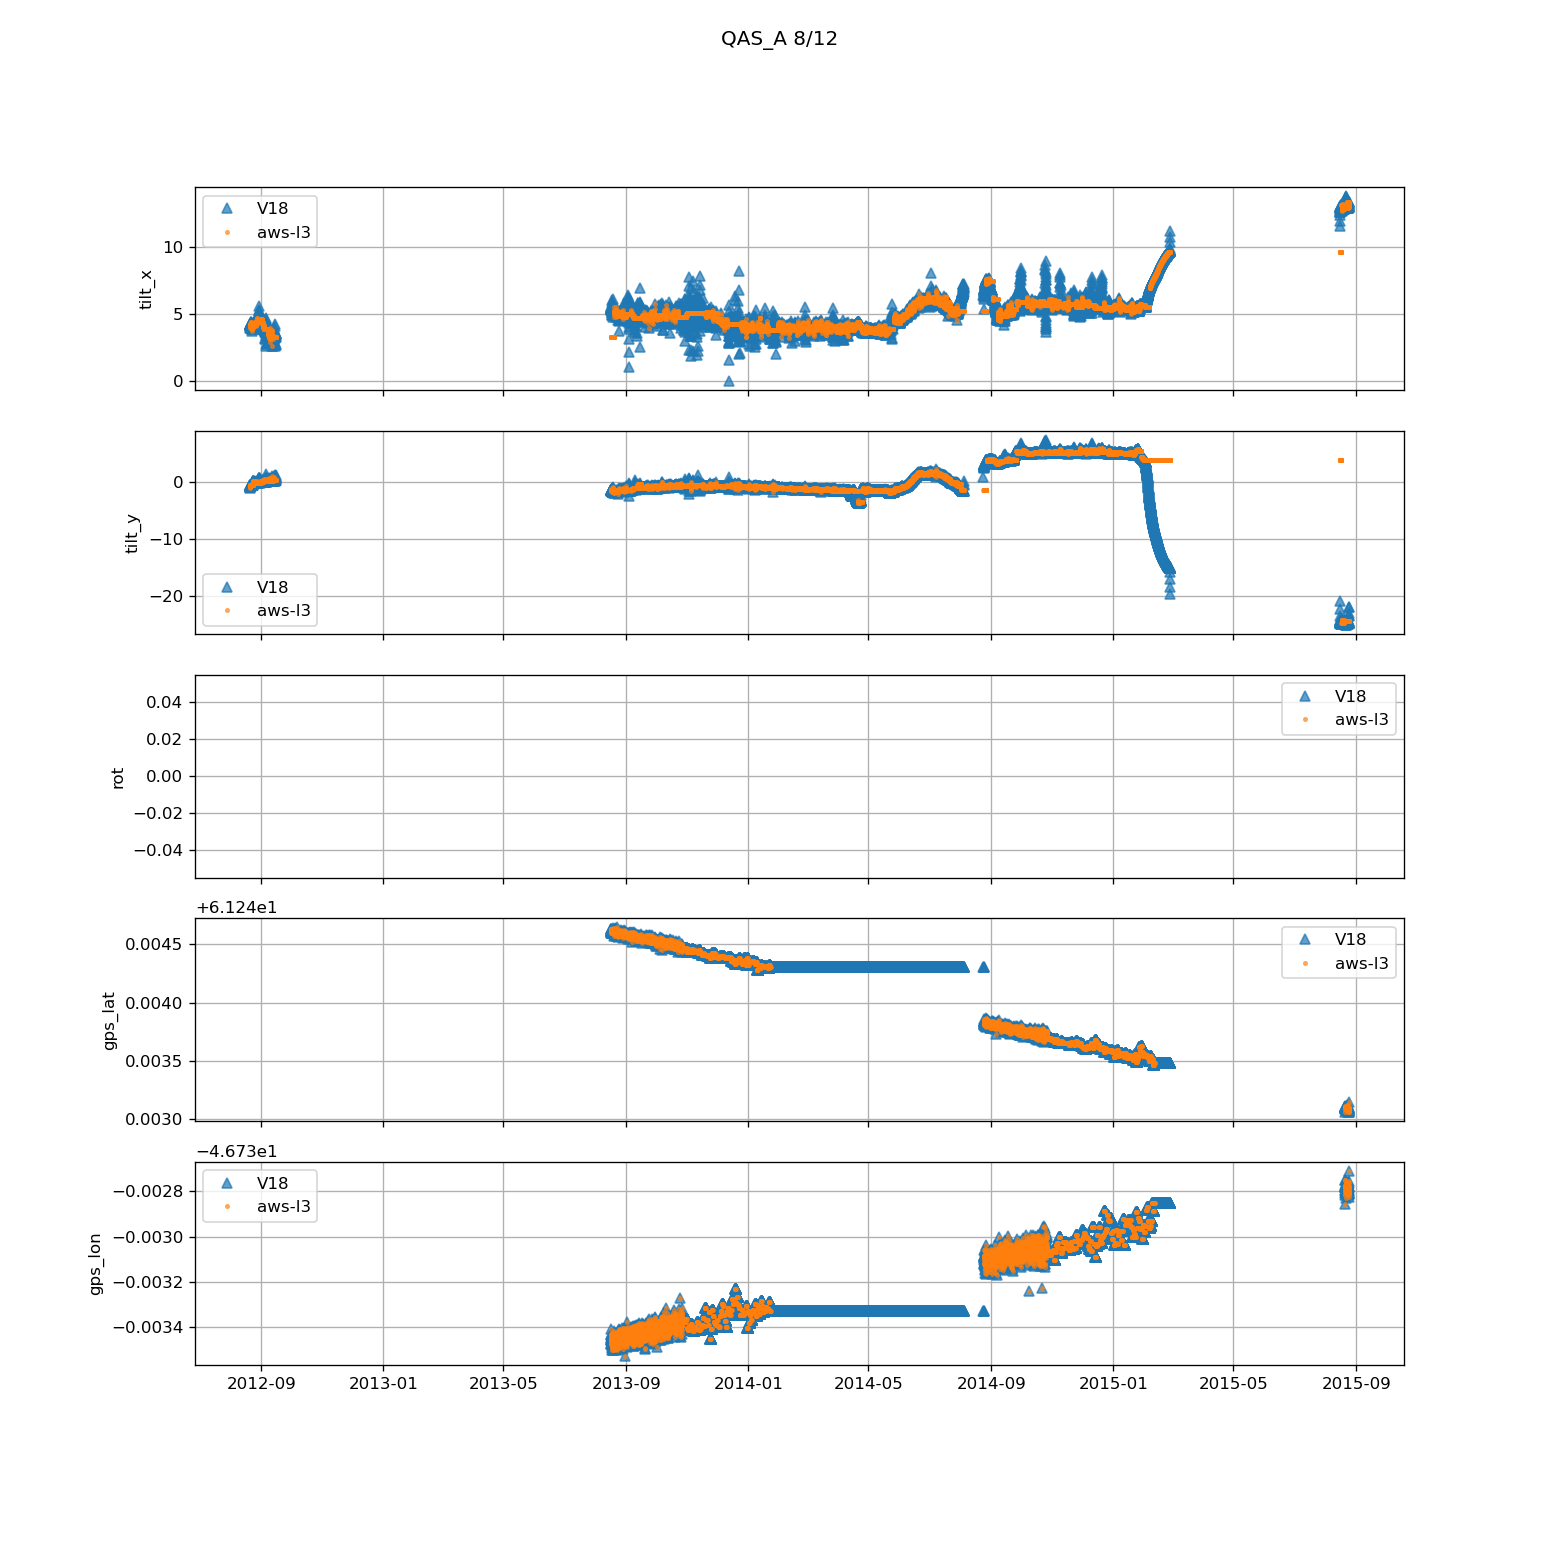 QAS_A 8/12
V18
aws-l3
10
5
0
tilt_x
0
−10
−20
tilt_y
V18
aws-l3
0.04
0.02
0.00
−0.02
−0.04
rot
V18
aws-l3
+6.124e1
0.0045
0.0040
0.0035
0.0030
gps_lat
V18
aws-l3
−4.673e1
−0.0028
−0.0030
−0.0032
−0.0034
gps_lon
V18
aws-l3
2012-09 2013-01 2013-05 2013-09 2014-01 2014-05 2014-09 2015-01 2015-05 2015-09